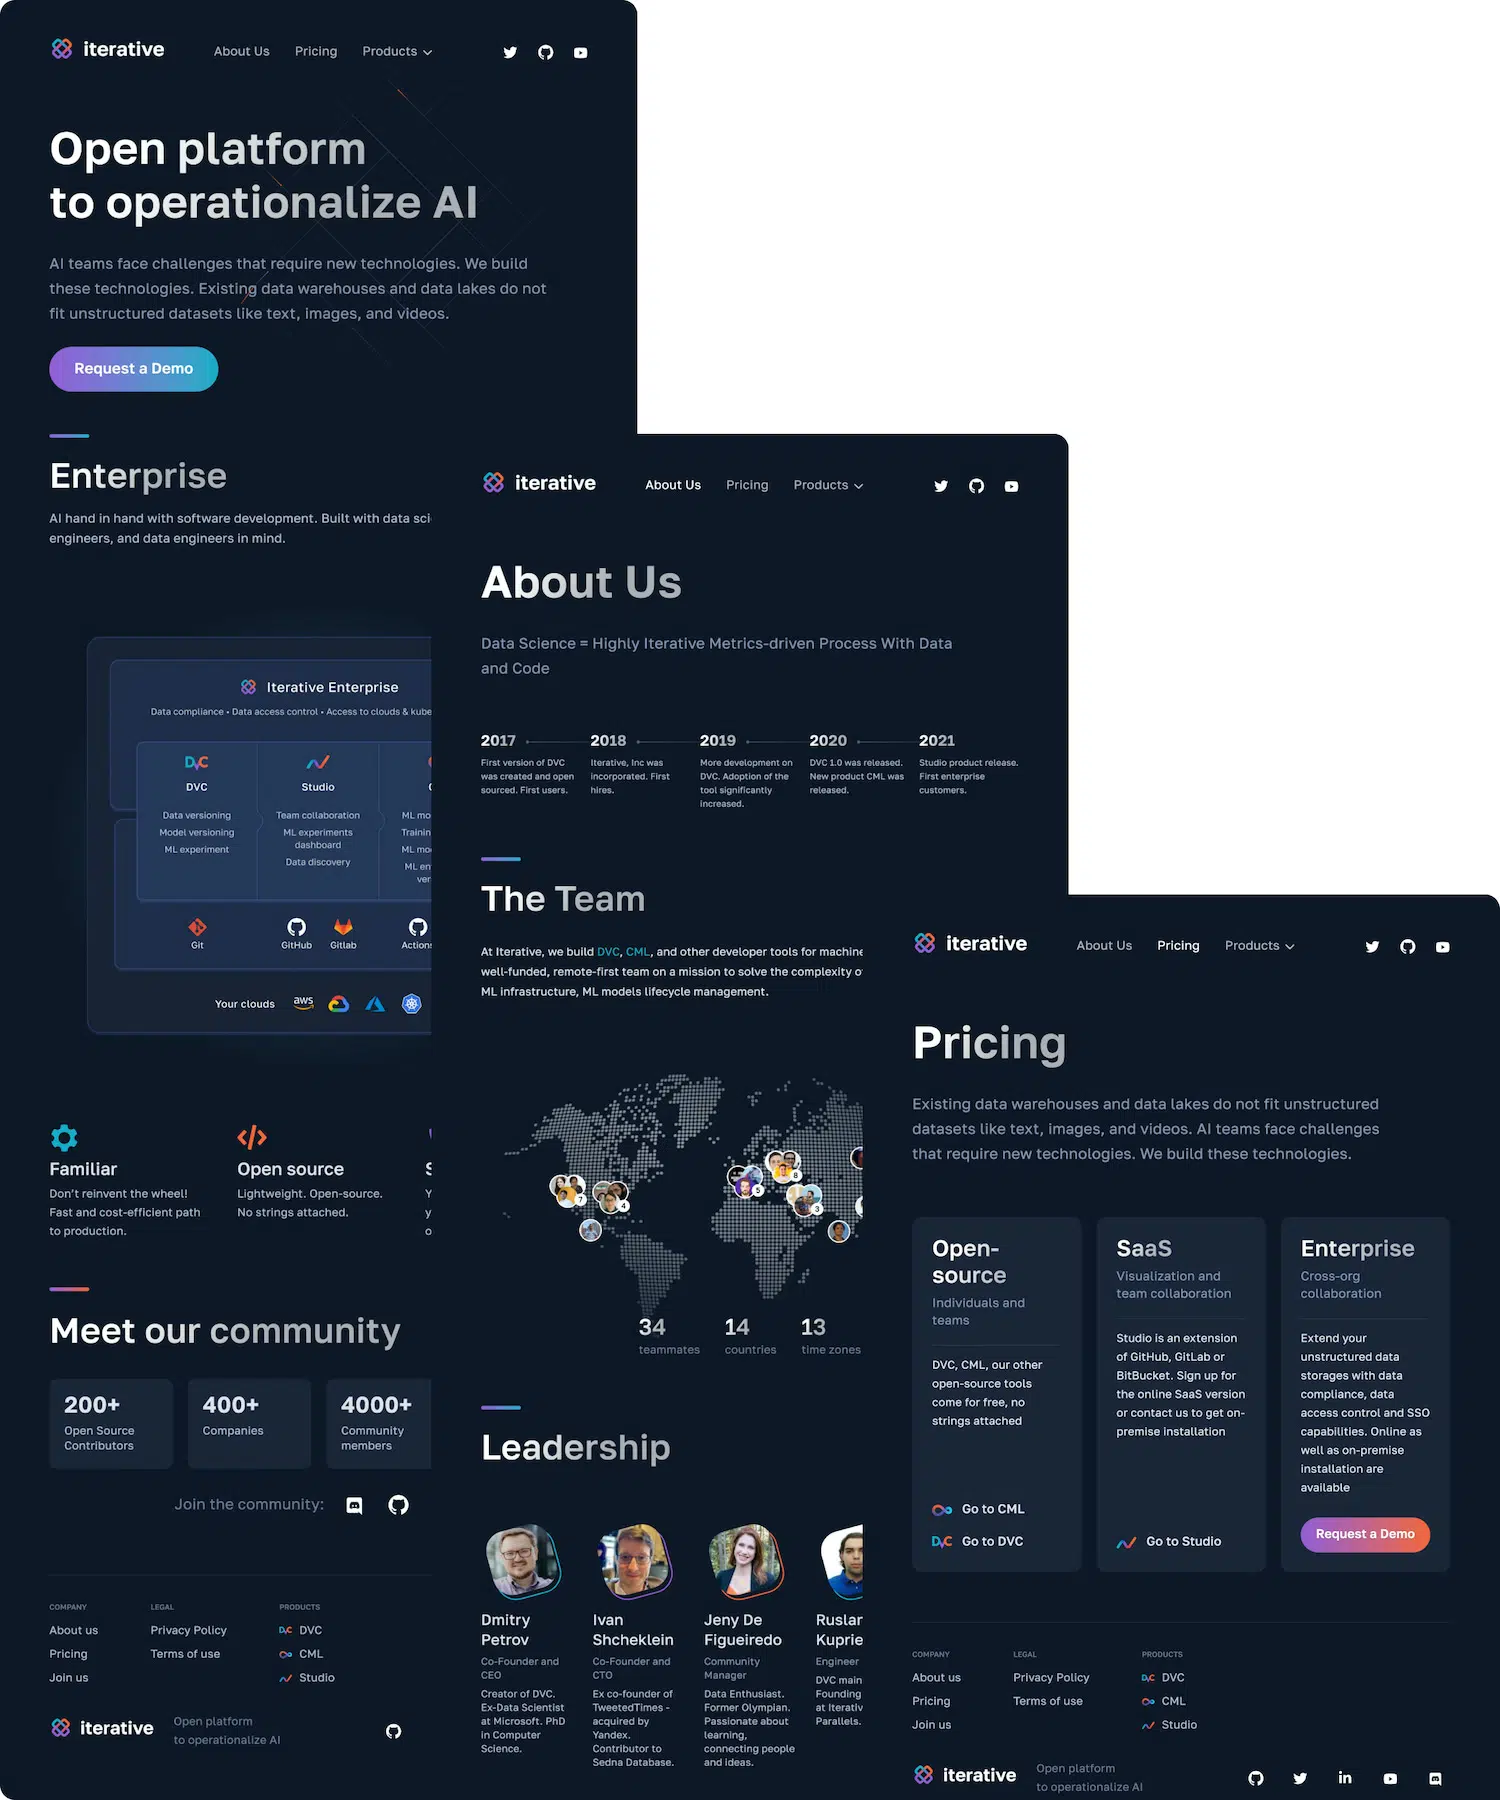 iterative
About Us
Pricing
Products
Open platform
to operationalize AI
AI teams face challenges that require new technologies. We build
these technologies. Existing data warehouses and data lakes do not
fit unstructured datasets like text, images, and videos.
Request a Demo
Enterprise
AI hand in hand with software development. Built with data
engineers, and data engineers in mind.
Iterative Enterprise
Data compliance • Data access control • Access to clouds &
DVC
Data versioning
Model versioning
ML experiment
Studio
Team collaboration
ML experiments
dashboard
Data discovery
ML
ML
ML
Git
GitHub
Gitlab
Your clouds
aws
Familiar
Don't reinvent the wheel!
Fast and cost-efficient path
to production.
Open source
Lightweight. Open-source.
No strings attached.
Meet our community
200+
Open Source
Contributors
400+
Companies
4000+
Community
members
Join the community:
COMPANY
About us
Pricing
Join us
LEGAL
Privacy Policy
Terms of use
PRODUCTS
DVC
CML
Studio
iterative
Open platform
to operationalize AI
iterative
About Us
Pricing
Products
About Us
Data Science = Highly Iterative Metrics-driven Process With Data
and Code
2017
First version of DVC
was created and open
sourced. First users.
2018
Iterative, Inc was
incorporated. First
hires.
2019
More development on
DVC. Adoption of the
tool significantly
increased.
2020
DVC 1.0 was released.
New product CML was
released.
2021
Studio product release.
First enterprise
customers.
The Team
At Iterative, we build DVC, CML, and other developer tools for machine
well-funded, remote-first team on a mission to solve the complexity
ML infrastructure, ML models lifecycle management.
7
4
5
8
3
34
teammates
14
countries
13
time zones
Leadership
Dmitry
Petrov
Co-Founder and
CEO
Creator of DVC.
Ex-Data Scientist
at Microsoft. PhD
in Computer
Science.
Ivan
Shcheklein
Co-Founder and
CTO
Ex co-founder of
TweetedTimes -
acquired by
Yandex.
Contributor to
Sedna Database.
Jeny De
Figueiredo
Community
Manager
Data Enthusiast.
Former Olympian.
Passionate about
learning,
connecting people
and ideas.
Engineer
DVC
Founding
at
Parallels.
iterative
About Us
Pricing
Products
Pricing
Existing data warehouses and data lakes do not fit unstructured
datasets like text, images, and videos. AI teams face challenges
that require new technologies. We build these technologies.
Open-
source
Individuals and
teams
DVC, CML, our other
open-source tools
come for free, no
strings attached
Go to CML
Go to DVC
SaaS
Visualization and
team collaboration
Studio is an extension
of GitHub, GitLab or
BitBucket. Sign up for
the online SaaS version
or contact us to get on-
premise installation
Go to Studio
Enterprise
Cross-org
collaboration
Extend your
unstructured data
storages with data
compliance, data
access control and SSO
capabilities. Online as
well as on-premise
installation are
available
Request a Demo
COMPANY
About us
Pricing
Join us
LEGAL
Privacy Policy
Terms of use
PRODUCTS
DVC
CML
Studio
iterative
Open platform
to operationalize AI